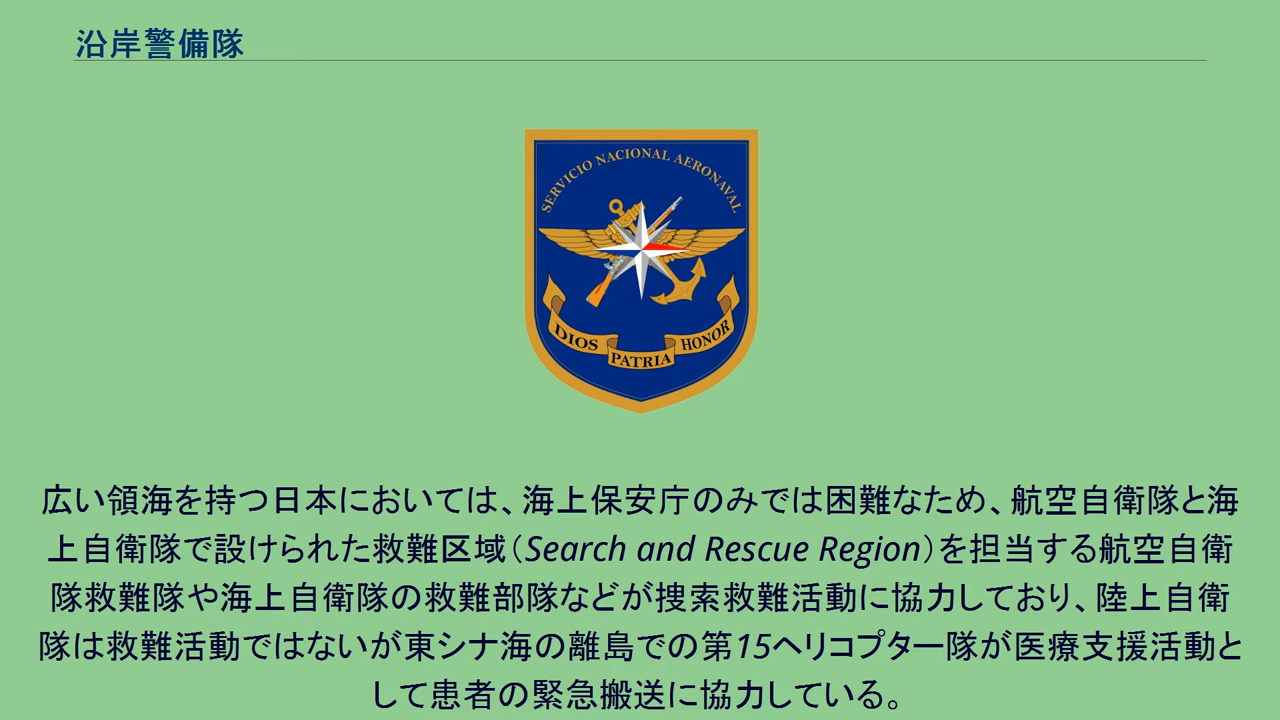 沿岸警備隊
SERVICIO NACIONAL AERONAVAL
DIOS PATRIA HONOR
広い領海を持つ日本においては、海上保安庁のみでは困難なため、航空自衛隊と海
上自衛隊で設けられた救難区域（Search and Rescue Region）を担当する航空自衛
隊救難隊や海上自衛隊の救難部隊などが捜索救難活動に協力しており、陸上自衛
隊は救難活動ではないが東シナ海の離島での第15ヘリコプター隊が医療支援活動と
して患者の緊急搬送に協力している。